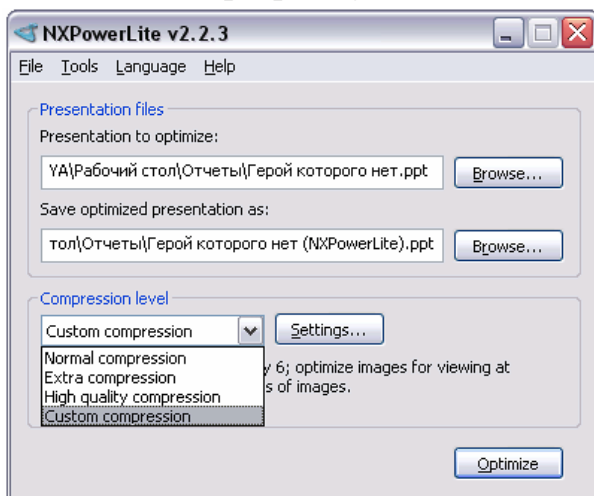 NXPowerLite v2.2.3
File Tools Language Help
Presentation files
Presentation to optimize:
YA\Рабочий стол\Отчеты\Герой которого нет.ppt
Browse...
Save optimized presentation as:
тол\Отчеты\Герой которого нет (NXPowerLite).ppt
Browse...
Compression level
Custom compression
Settings...
Normal compression
Extra compression
High quality compression
Custom compression
y 6; optimize images for viewing at
s of images.
Optimize